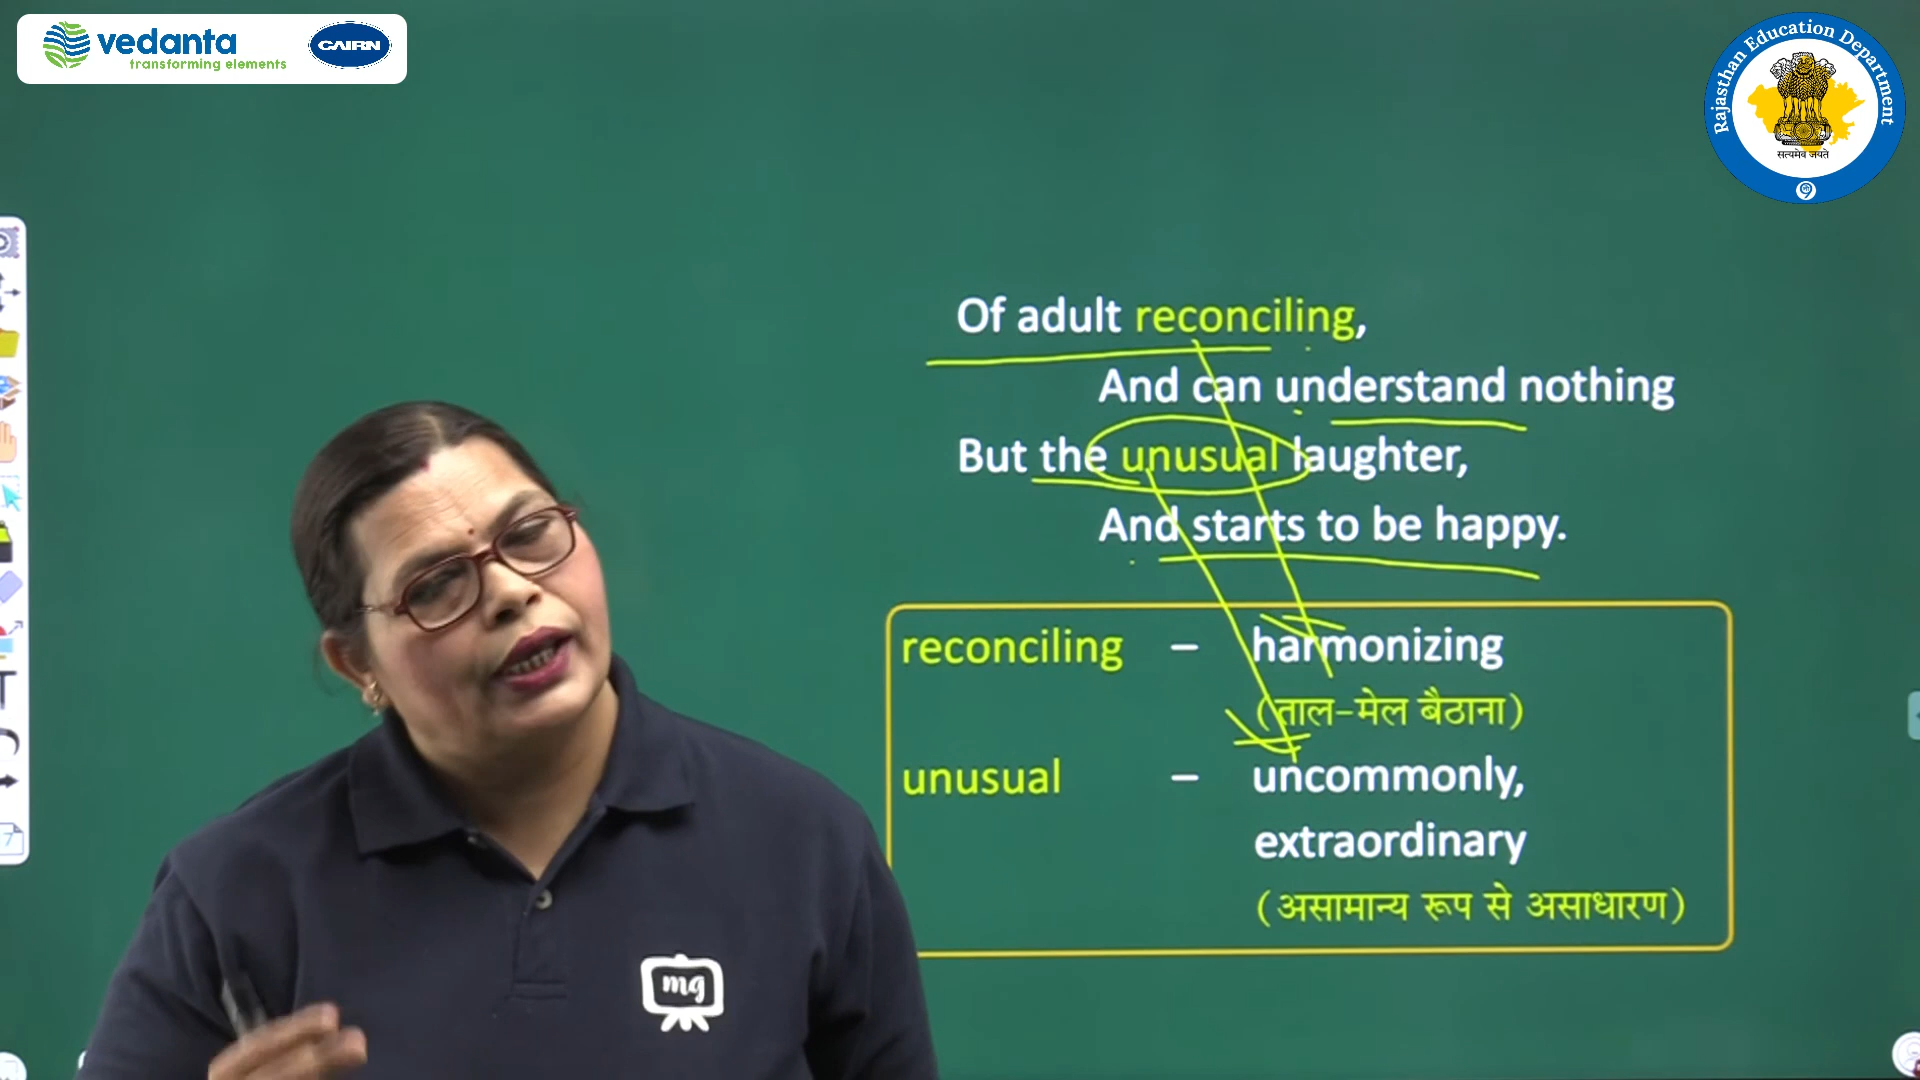 vedanta
transforming elements
CAIRN
Rajasthan Education Department
सत्यमेव जयते
Of adult reconciling,
And can understand nothing
But the unusual laughter,
And starts to be happy.
reconciling – harmonizing
(ताल-मेल बैठाना)
unusual – uncommonly,
extraordinary
(असामान्य रूप से असाधारण)
mg
T
7